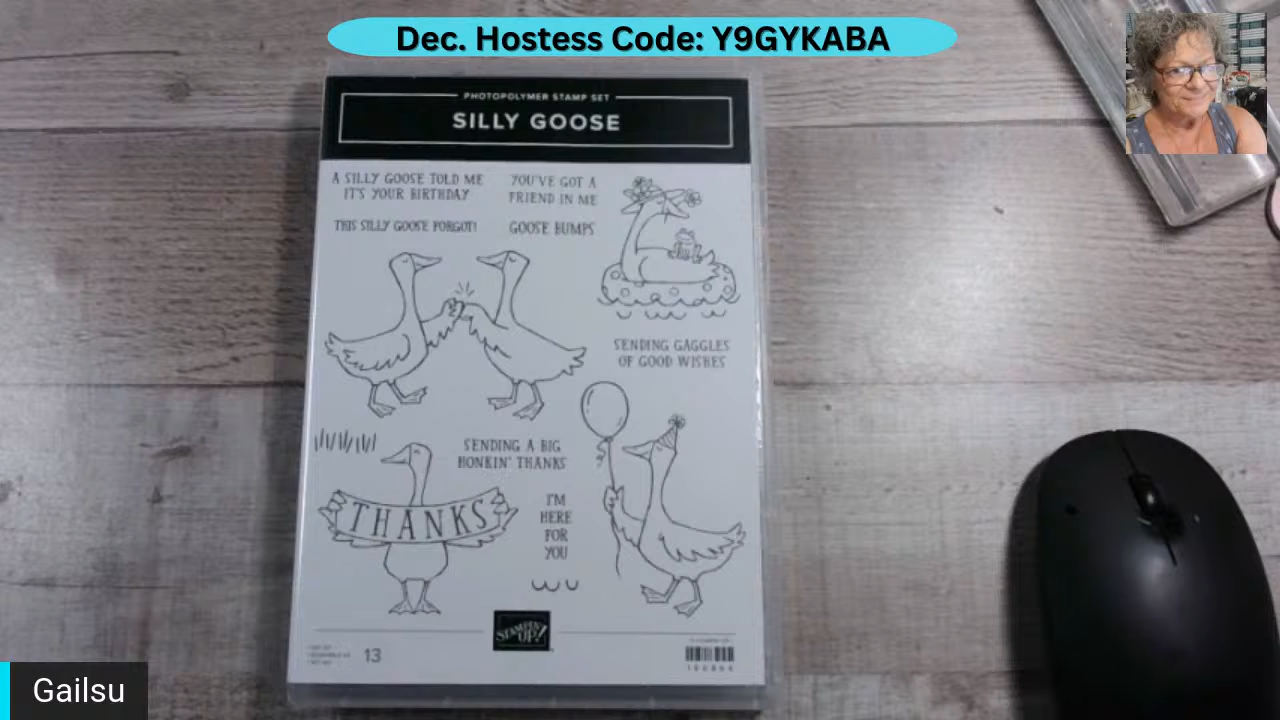 Dec. Hostess Code: Y9GYKABA
PHOTOPOLYMER STAMP SET
SILLY GOOSE
A SILLY GOOSE TOLD ME
IT'S YOUR BIRTHDAY
YOU'VE GOT A
FRIEND IN ME
THIS SILLY GOOSE FORGOT!
GOOSE BUMPS
SENDING GAGGLES
OF GOOD WISHES
SENDING A BIG
HONKIN' THANKS
THANKS
I'M
HERE
FOR
YOU
STAMPIN' UP!
13
Gailsu